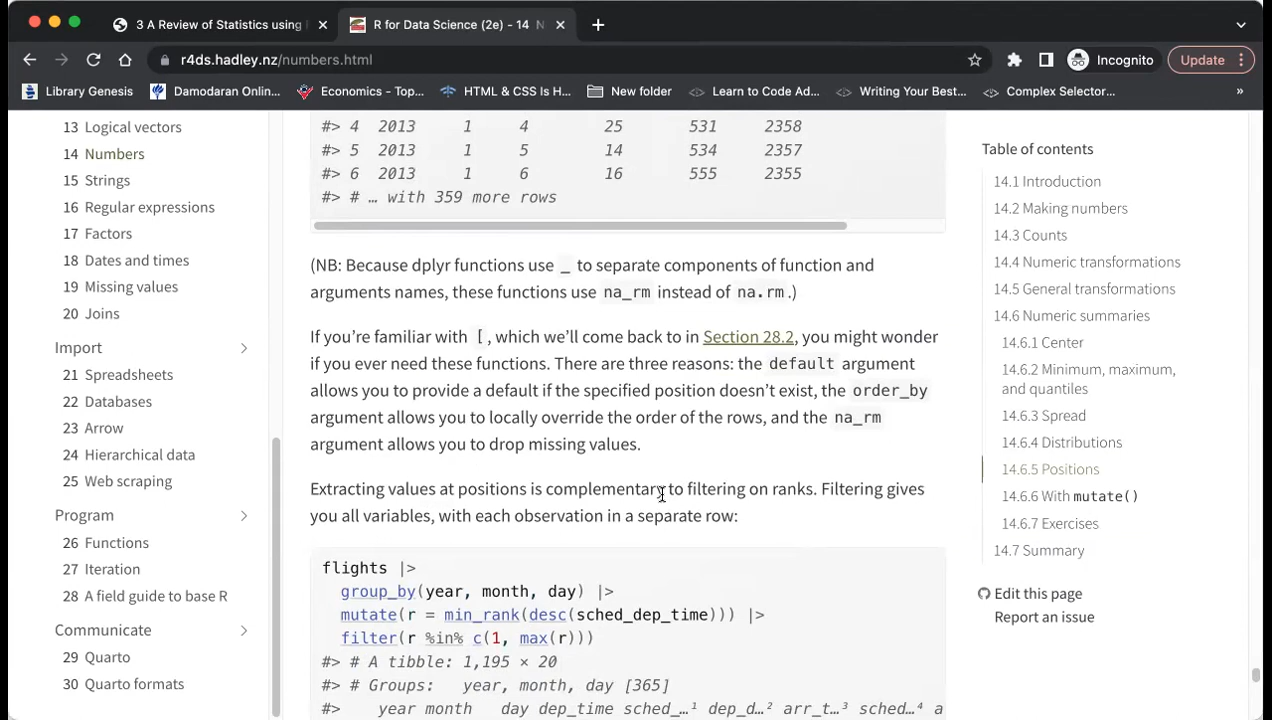 3 A Review of Statistics using
R for Data Science (2e) - 14 N
r4ds.hadley.nz/numbers.html
Incognito
Update
Library Genesis
Damodaran Onlin...
Economics - Top...
HTML & CSS Is H...
New folder
Learn to Code Ad...
Writing Your Best...
Complex Selector...
»
13 Logical vectors
14 Numbers
15 Strings
16 Regular expressions
17 Factors
18 Dates and times
19 Missing values
20 Joins
Import
21 Spreadsheets
22 Databases
23 Arrow
24 Hierarchical data
25 Web scraping
Program
26 Functions
27 Iteration
28 A field guide to base R
Communicate
29 Quarto
30 Quarto formats
#> 4 2013 1 4 25 531 2358
#> 5 2013 1 5 14 534 2357
#> 6 2013 1 6 16 555 2355
#> # … with 359 more rows
(NB: Because dplyr functions use _ to separate components of function and
arguments names, these functions use na_rm instead of na.rm.)
If you’re familiar with [, which we’ll come back to in Section 28.2, you might wonder
if you ever need these functions. There are three reasons: the default argument
allows you to provide a default if the specified position doesn’t exist, the order_by
argument allows you to locally override the order of the rows, and the na_rm
argument allows you to drop missing values.
Extracting values at positions is complementary to filtering on ranks. Filtering gives
you all variables, with each observation in a separate row:
flights |>
group_by(year, month, day) |>
mutate(r = min_rank(desc(sched_dep_time))) |>
filter(r %in% c(1, max(r)))
#> # A tibble: 1,195 × 20
#> # Groups: year, month, day [365]
#> year month day dep_time sched_…¹ dep_d…² arr_t…³ sched…⁴ a
Table of contents
14.1 Introduction
14.2 Making numbers
14.3 Counts
14.4 Numeric transformations
14.5 General transformations
14.6 Numeric summaries
14.6.1 Center
14.6.2 Minimum, maximum,
and quantiles
14.6.3 Spread
14.6.4 Distributions
14.6.5 Positions
14.6.6 With mutate()
14.6.7 Exercises
14.7 Summary
Edit this page
Report an issue